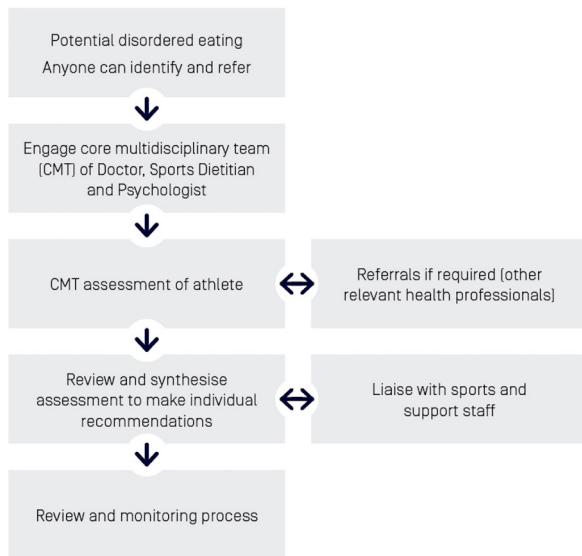 Potential disordered eating
Anyone can identify and refer
Engage core multidisciplinary team
(CMT) of Doctor, Sports Dietitian
and Psychologist
CMT assessment of athlete
Referrals if required (other
relevant health professionals)
Review and synthesise
assessment to make individual
recommendations
Liaise with sports and
support staff
Review and monitoring process